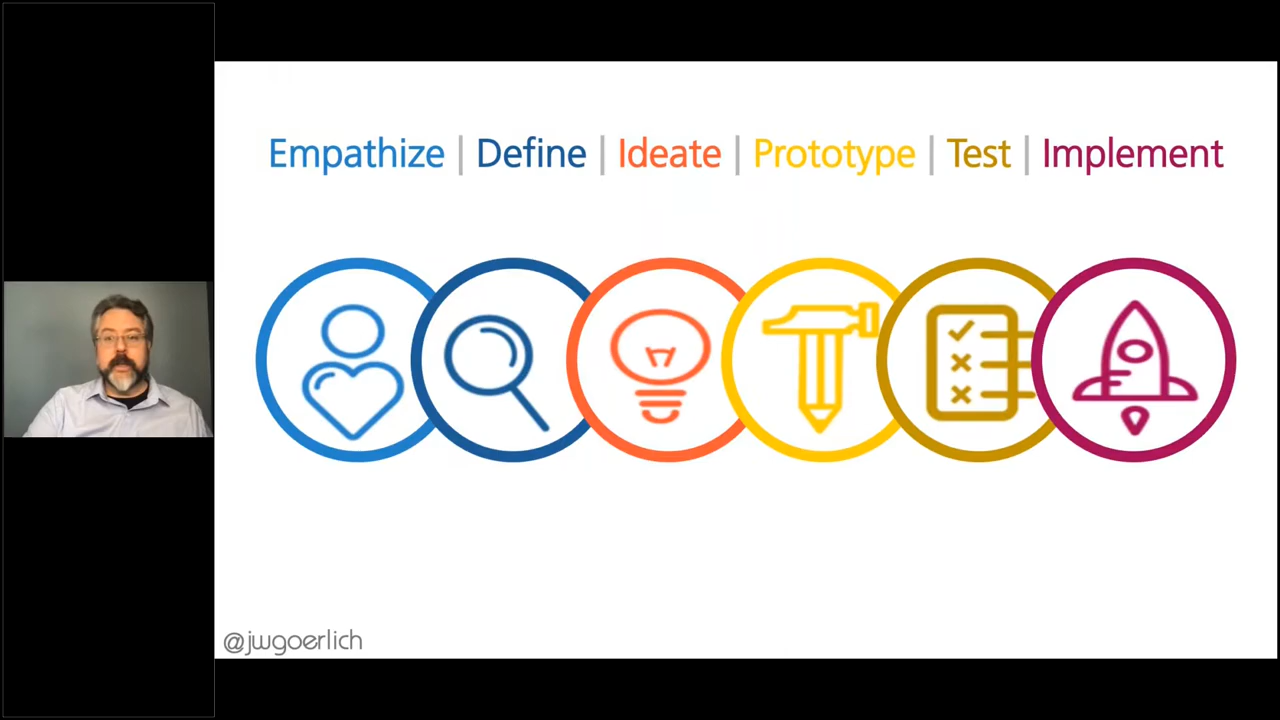 Empathize | Define | Ideate | Prototype | Test | Implement
@jwgoerlich